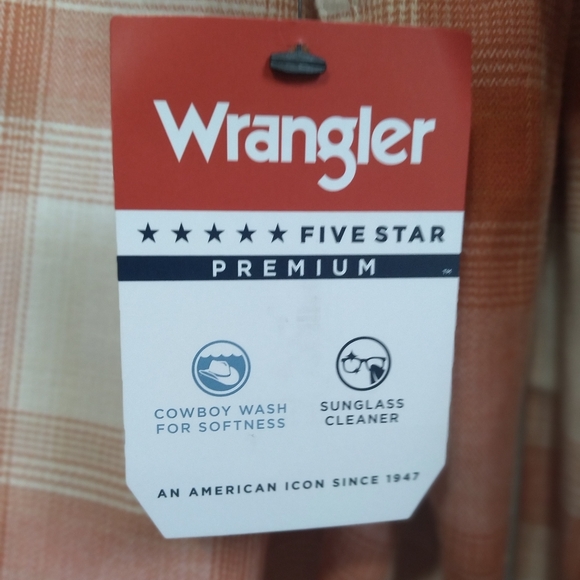 Wrangler
★★★★★ FIVE STAR
PREMIUM
COWBOY WASH
FOR SOFTNESS
SUNGLASS
CLEANER
AN AMERICAN ICON SINCE 1947